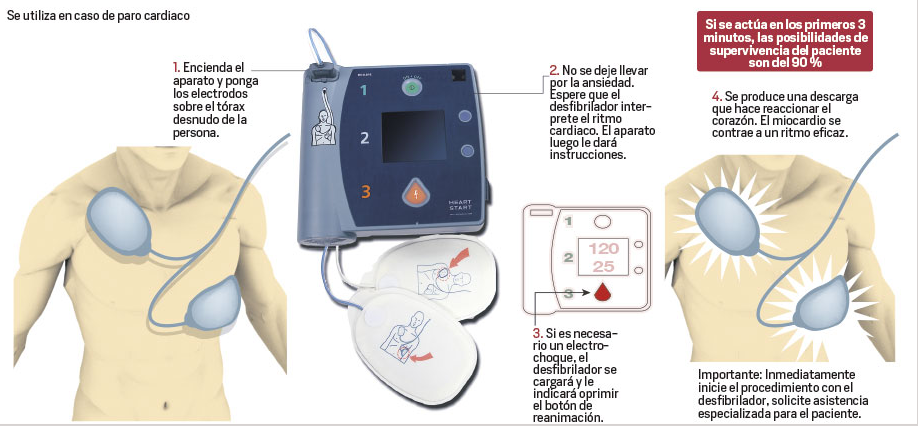 Se utiliza en caso de paro cardiaco
Si se actúa en los primeros 3
minutos, las posibilidades de
supervivencia del paciente
son del 90 %
1. Encienda el
aparato y ponga
los electrodos
sobre el tórax
desnudo de la
persona.
2. No se deje llevar
por la ansiedad.
Espere que el
desfibrilador inter-
prete el ritmo
cardiaco. El aparato
luego le dará
instrucciones.
4. Se produce una descarga
que hace reaccionar el
corazón. El miocardio se
contrae a un ritmo eficaz.
1
2
3
HEART
START
1
2
120
25
3
3. Si es necesa-
rio un electro-
choque, el
desfibrilador se
cargará y le
indicará oprimir
el botón de
reanimación.
Importante: Inmediatamente
inicie el procedimiento con el
desfibrilador, solicite asistencia
especializada para el paciente.